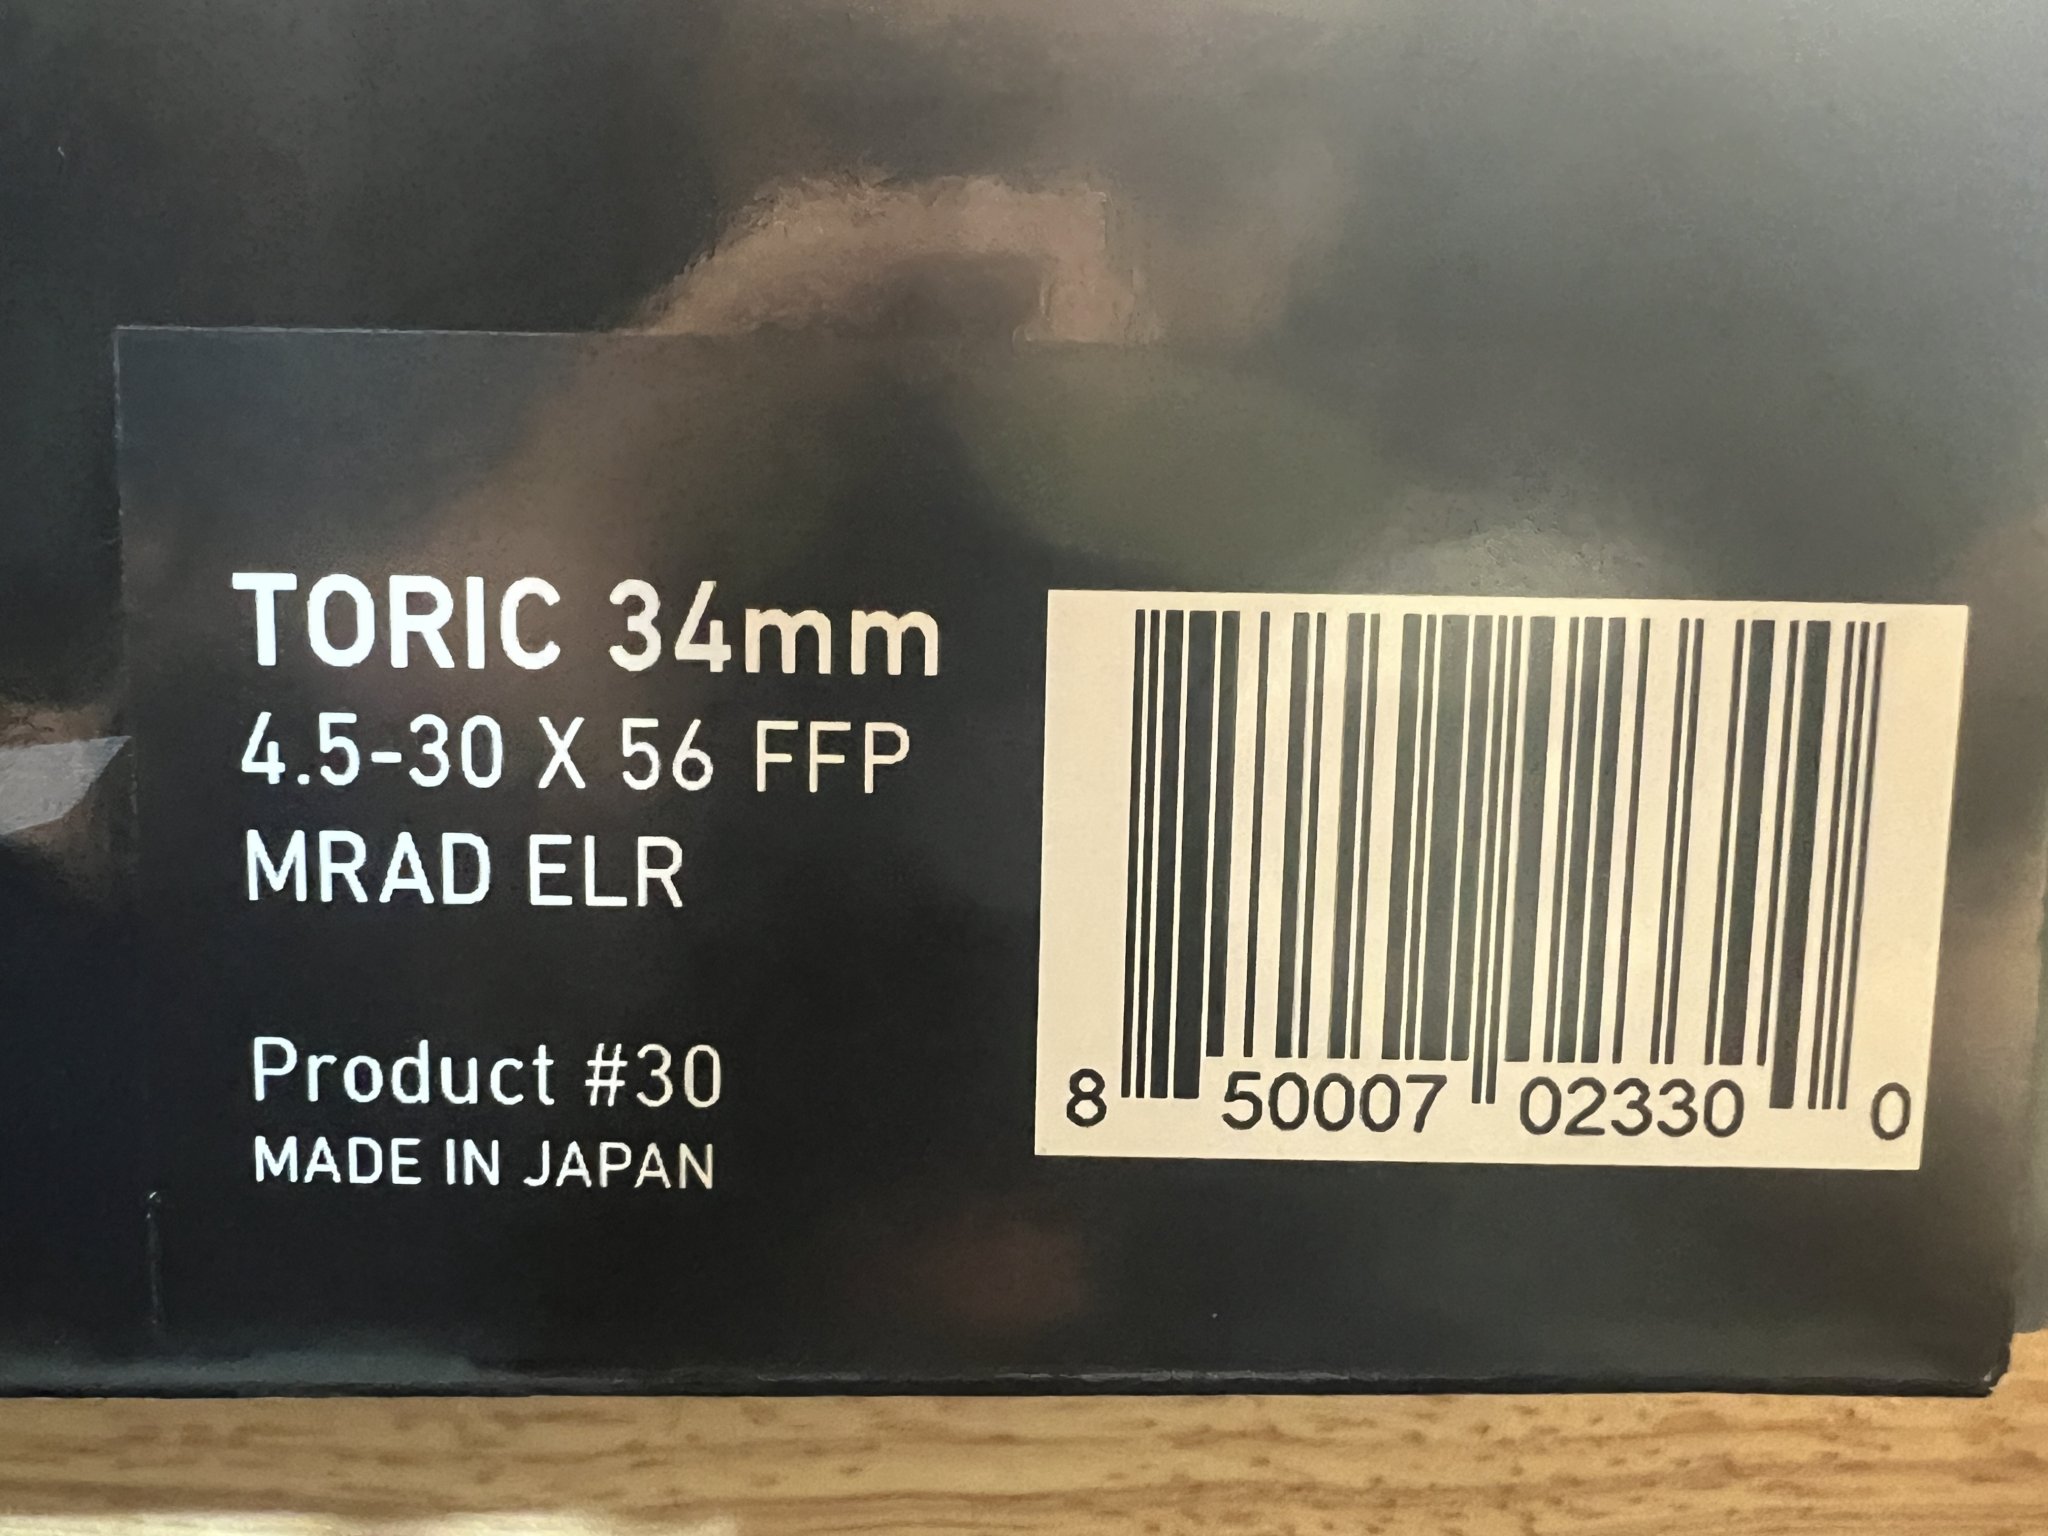 TORIC 34mm
4.5-30 X 56 FFP
MRAD ELR
Product #30
MADE IN JAPAN
8 50007 02330 0